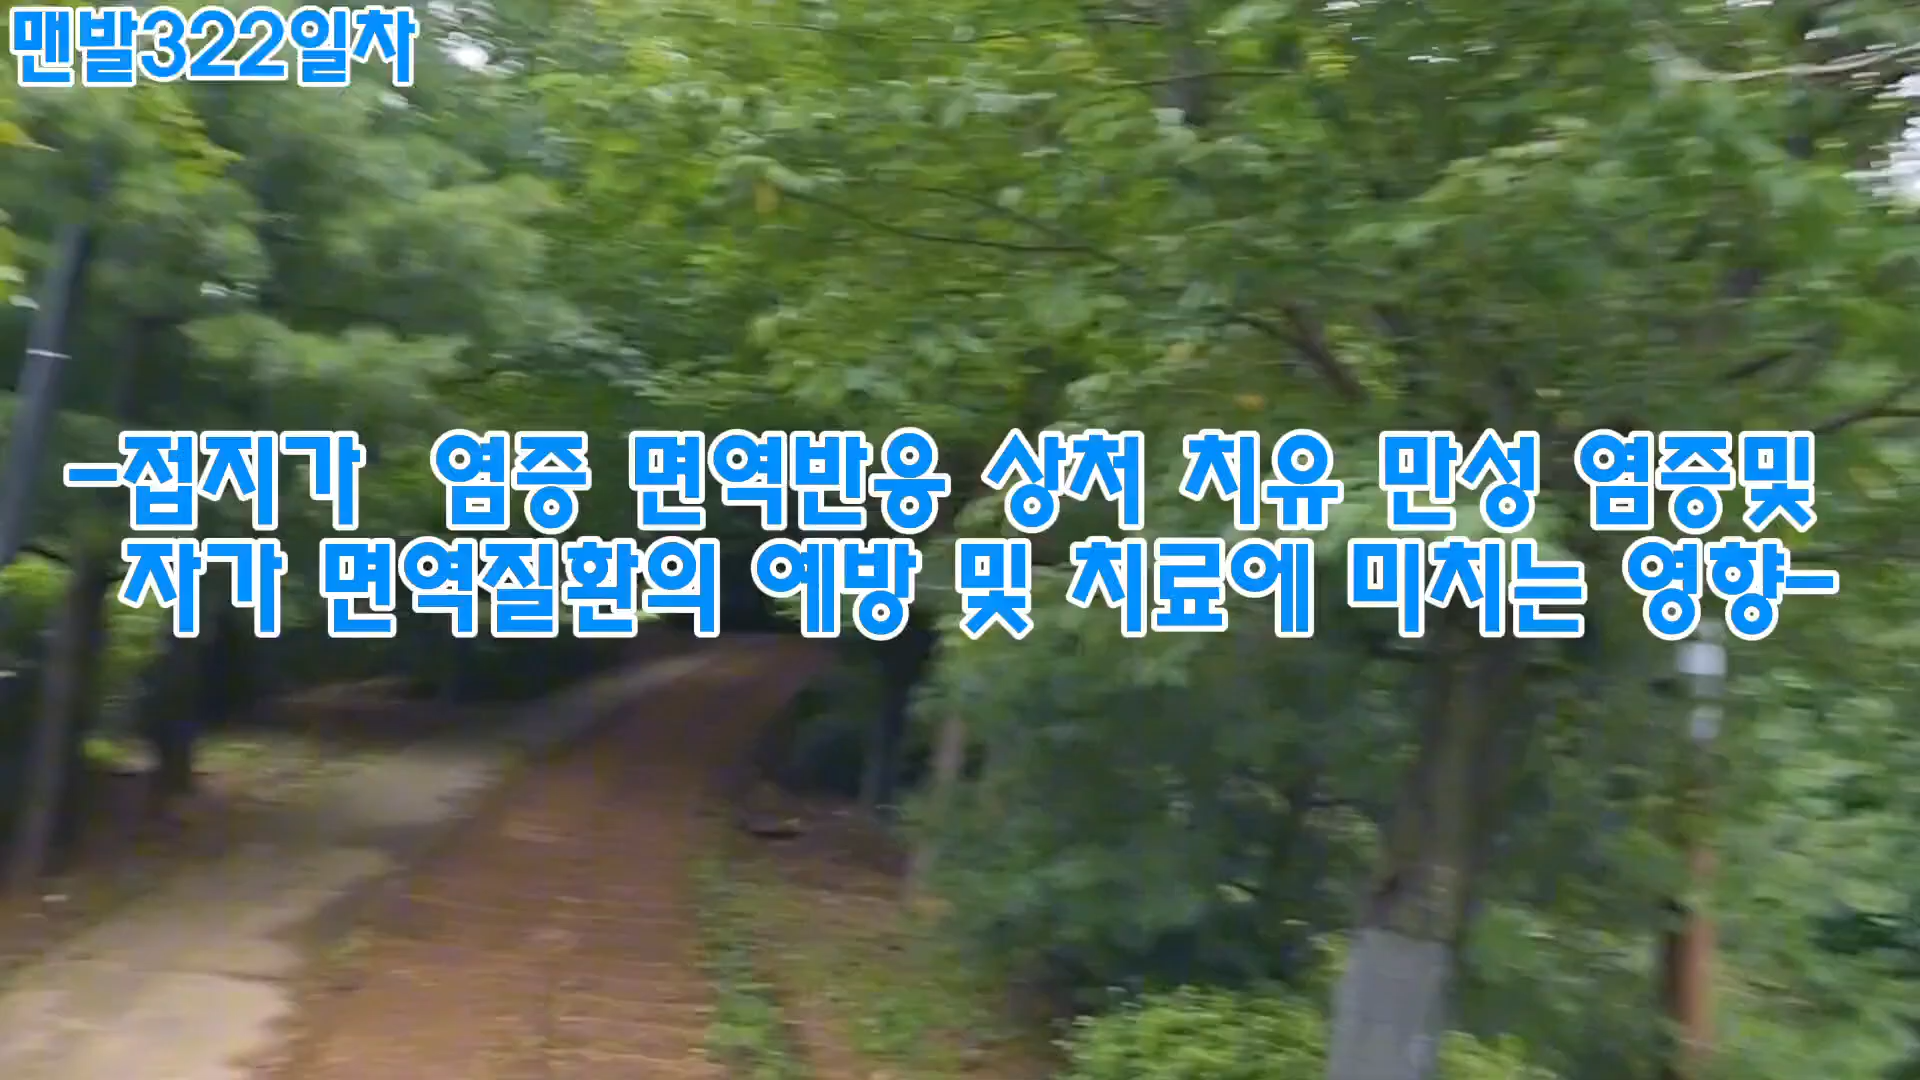 맨발322일차
-접지가 염증 면역반응 상처 치유 만성 염증및
자가 면역질환의 예방 및 치료에 미치는 영향-